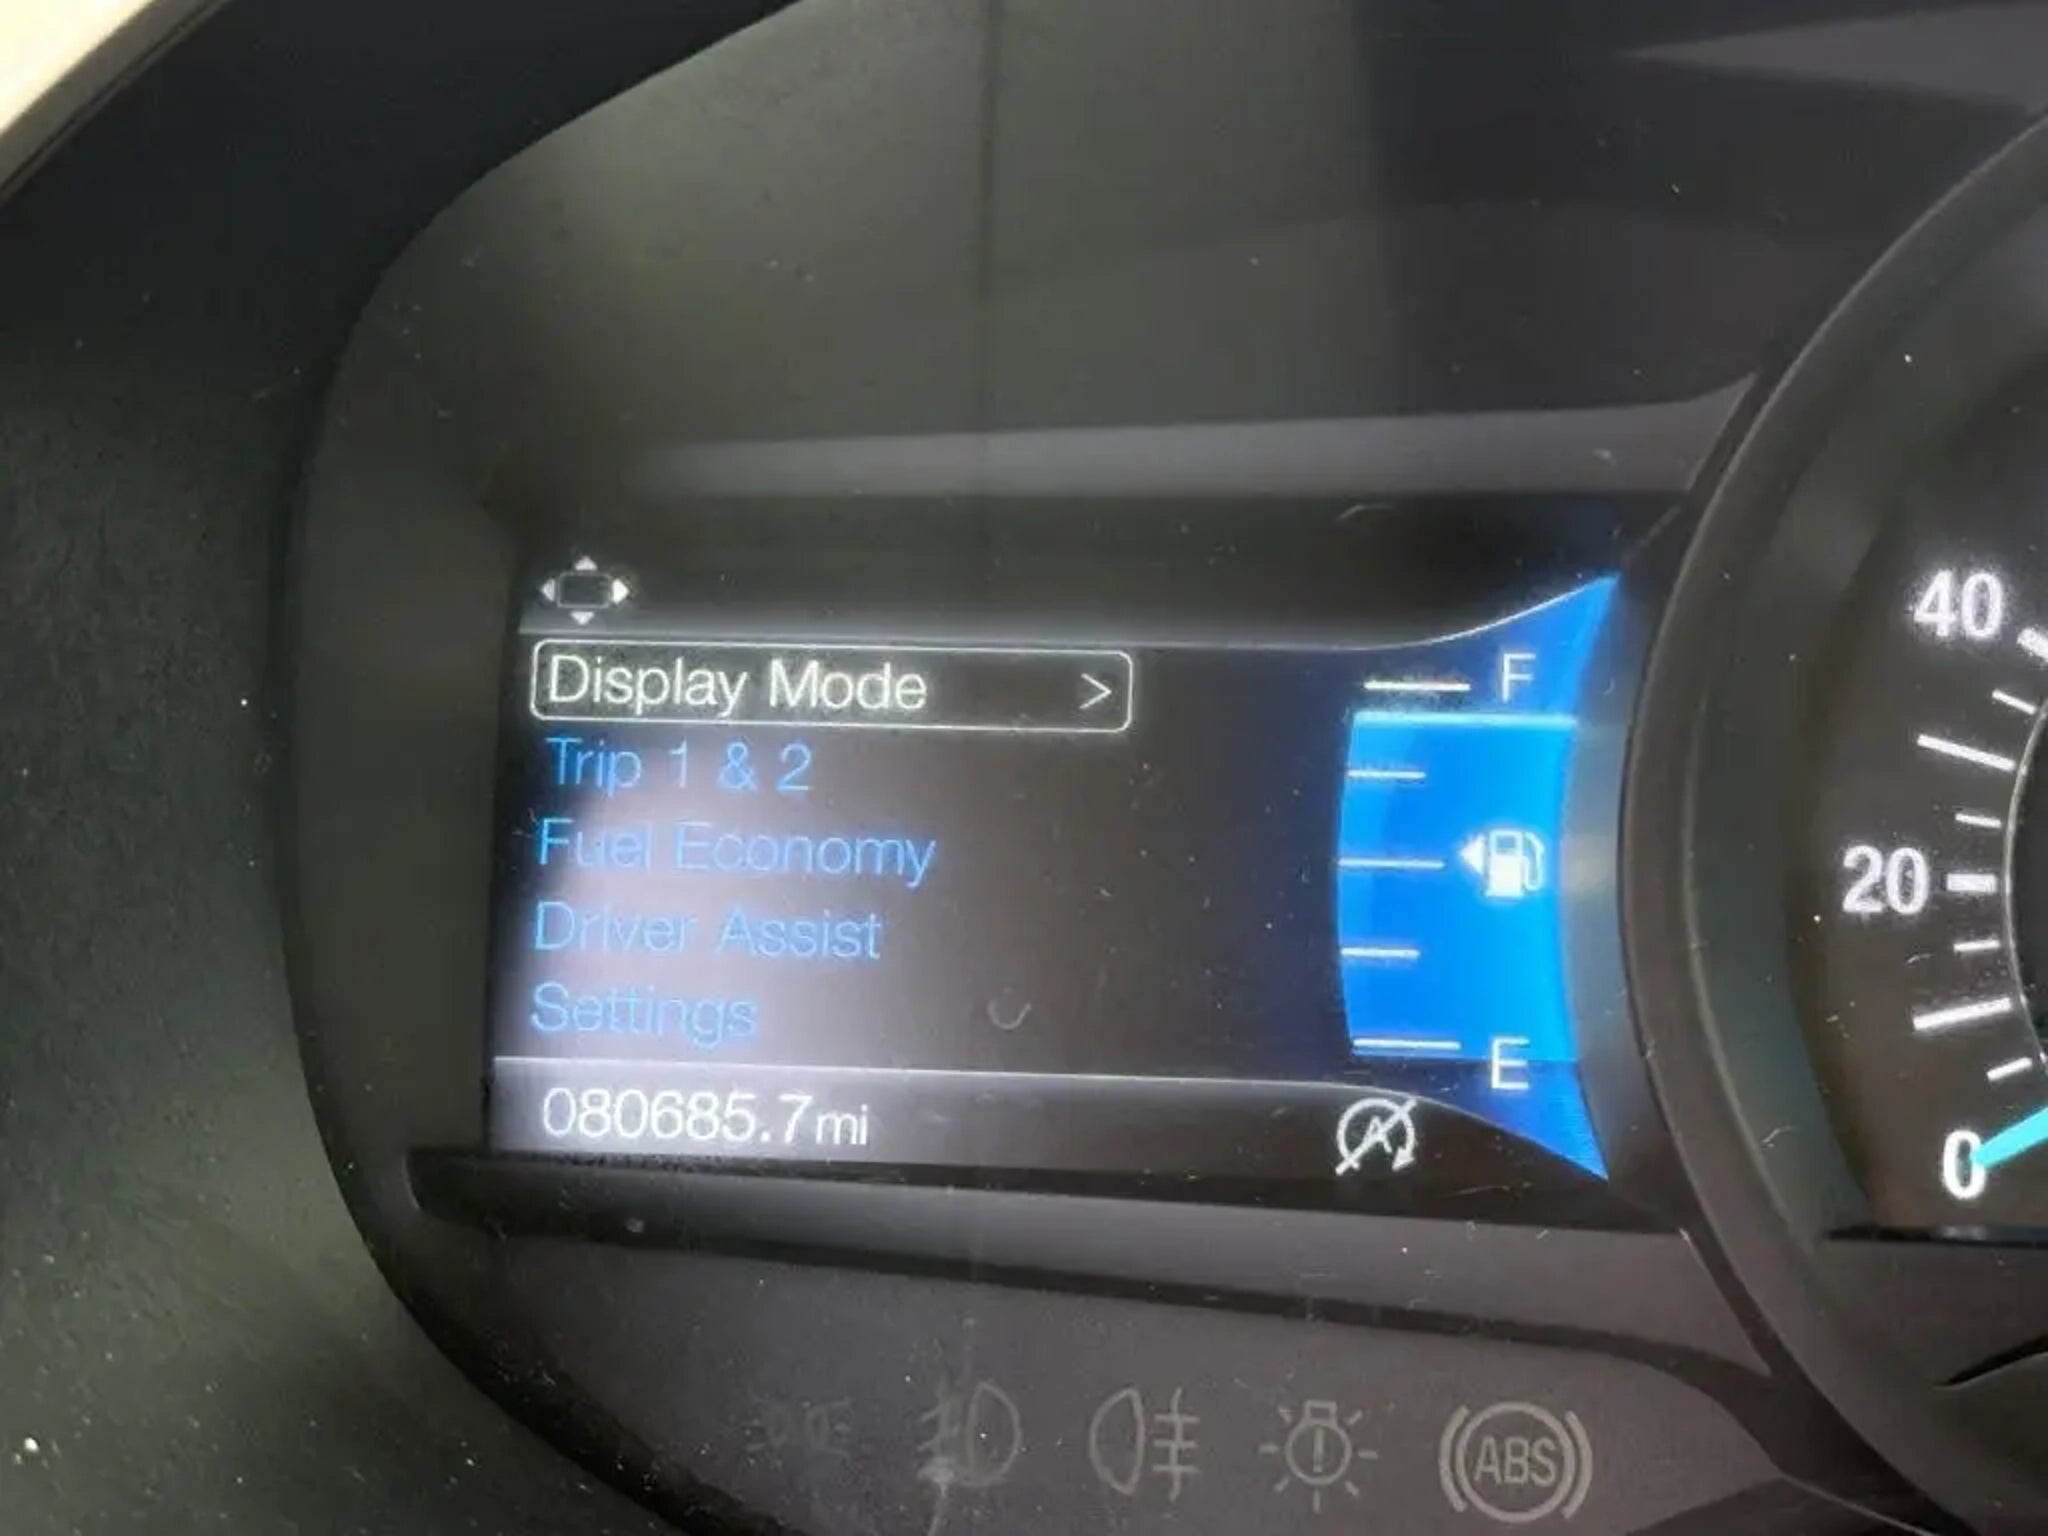 Display Mode >
Trip 1 & 2
Fuel Economy
Driver Assist
Settings
080685.7mi
F
E
A
40
20
0
ABS